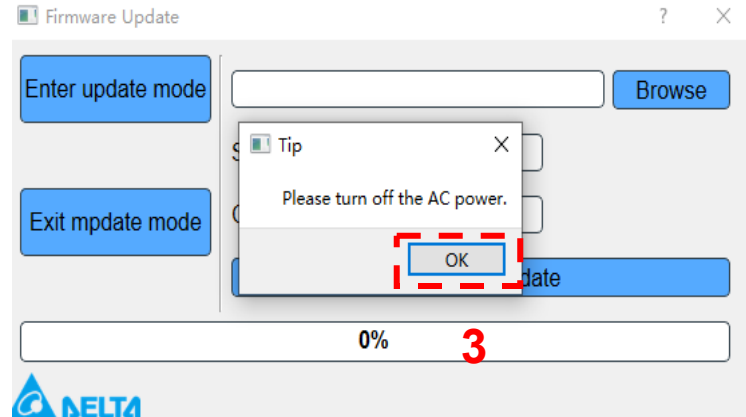 Firmware Update
?
Enter update mode
Browse
Tip
Please turn off the AC power.
Exit mpdate mode
OK
0%
3
DELTA